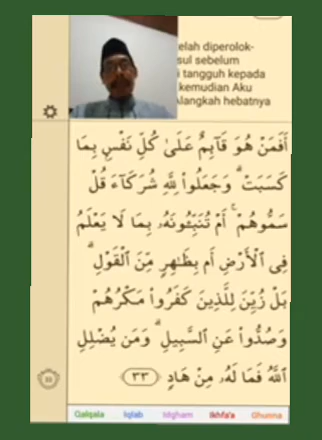 elah diperolok-
sul sebelum
i tangguh kepada
kemudian Aku
Alangkah hebatnya
أَفَمَنْ هُوَ قَآئِمٌ عَلَىٰ كُلِّ نَفْسٍۭ بِمَا
كَسَبَتْ ۗ وَجَعَلُوا۟ لِلَّهِ شُرَكَآءَ قُلْ
سَمُّوهُمْ ۚ أَمْ تُنَبِّـُٔونَهُۥ بِمَا لَا يَعْلَمُ
فِى ٱلْأَرْضِ أَم بِظَـٰهِرٍ مِّنَ ٱلْقَوْلِ ۗ
بَلْ زُيِّنَ لِلَّذِينَ كَفَرُوا۟ مَكْرُهُمْ
وَصُدُّوا۟ عَنِ ٱلسَّبِيلِ ۗ وَمَن يُضْلِلِ
ٱللَّهُ فَمَا لَهُۥ مِنْ هَادٍ ٣٣
Qalqala Iqlab Idgham Ikhfa'a Ghunna